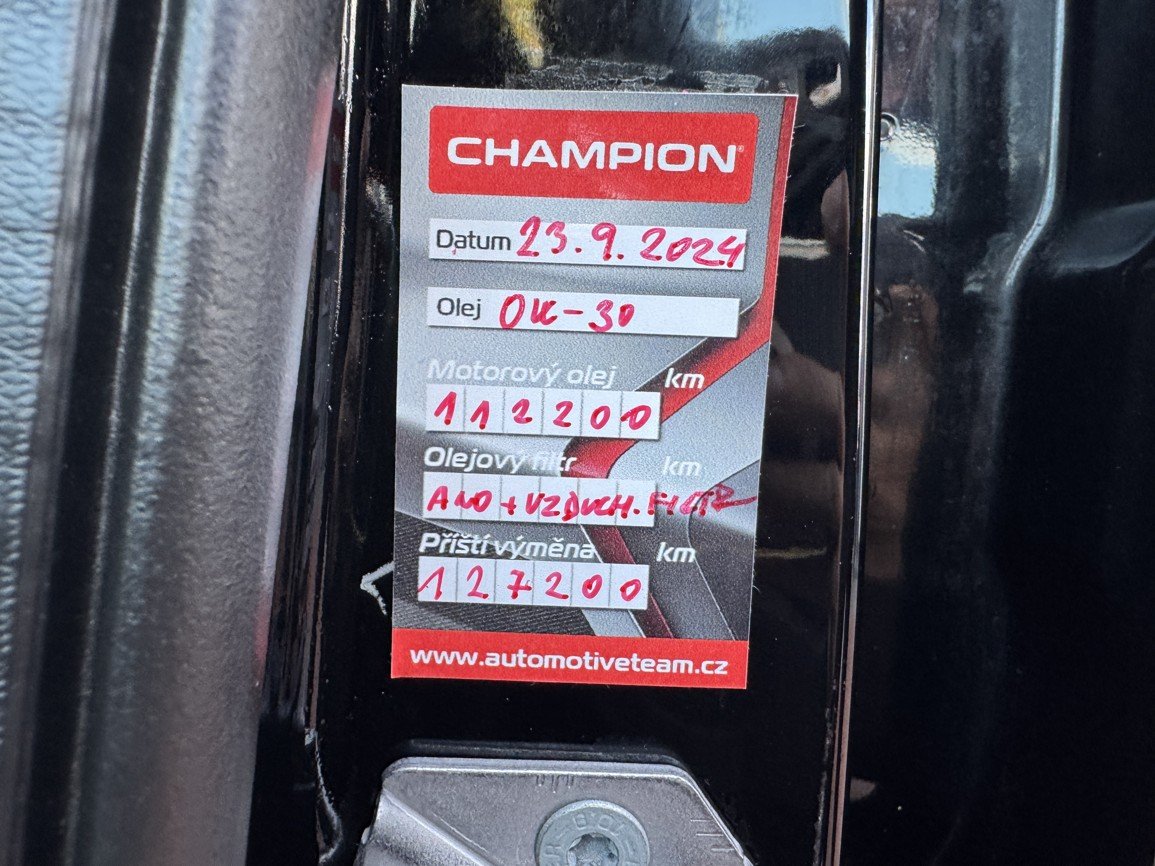 CHAMPION®
Datum 23.9.2024
Olej OW-30
Motorový olej km
112200
Olejový filtr km
ANO + VZDUCH. FILTR
Příští výměna km
127200
www.automotiveteam.cz